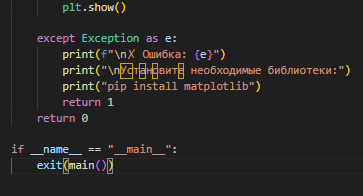 plt.show()
except Exception as e:
print(f"\n✗ Ошибка: {e}")
print("\nУстановите необходимые библиотеки:")
print("pip install matplotlib")
return 1
return 0
if __name__ == "__main__":
exit(main())